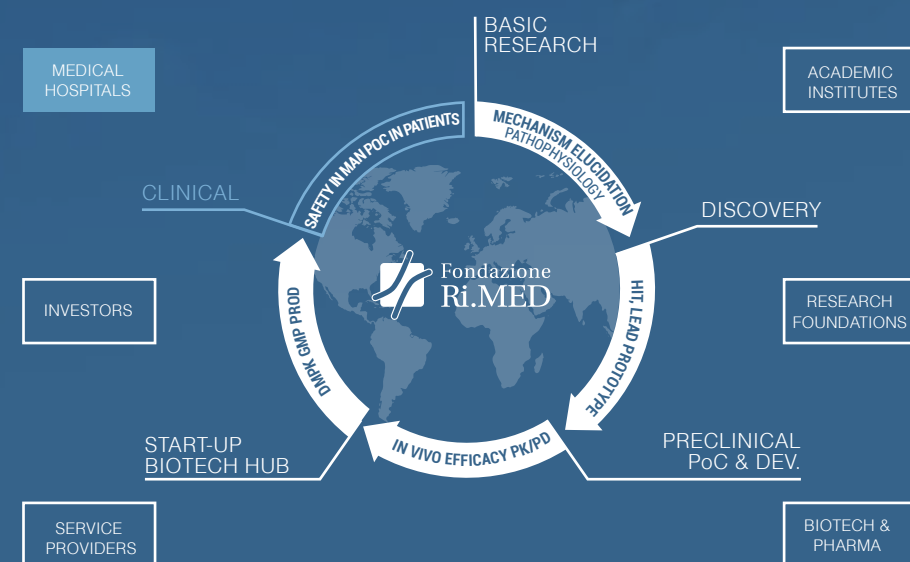 BASIC
RESEARCH
MEDICAL
HOSPITALS
ACADEMIC
INSTITUTES
SAFETY IN MAN POC IN PATIENTS
MECHANISM ELUCIDATION
PATHOPHYSIOLOGY
CLINICAL
DISCOVERY
Fondazione
Ri.MED
INVESTORS
DMPK GMP PROD
HIT, LEAD PROTOTYPE
RESEARCH
FOUNDATIONS
START-UP
BIOTECH HUB
IN VIVO EFFICACY PK/PD
PRECLINICAL
PoC & DEV.
SERVICE
PROVIDERS
BIOTECH &
PHARMA